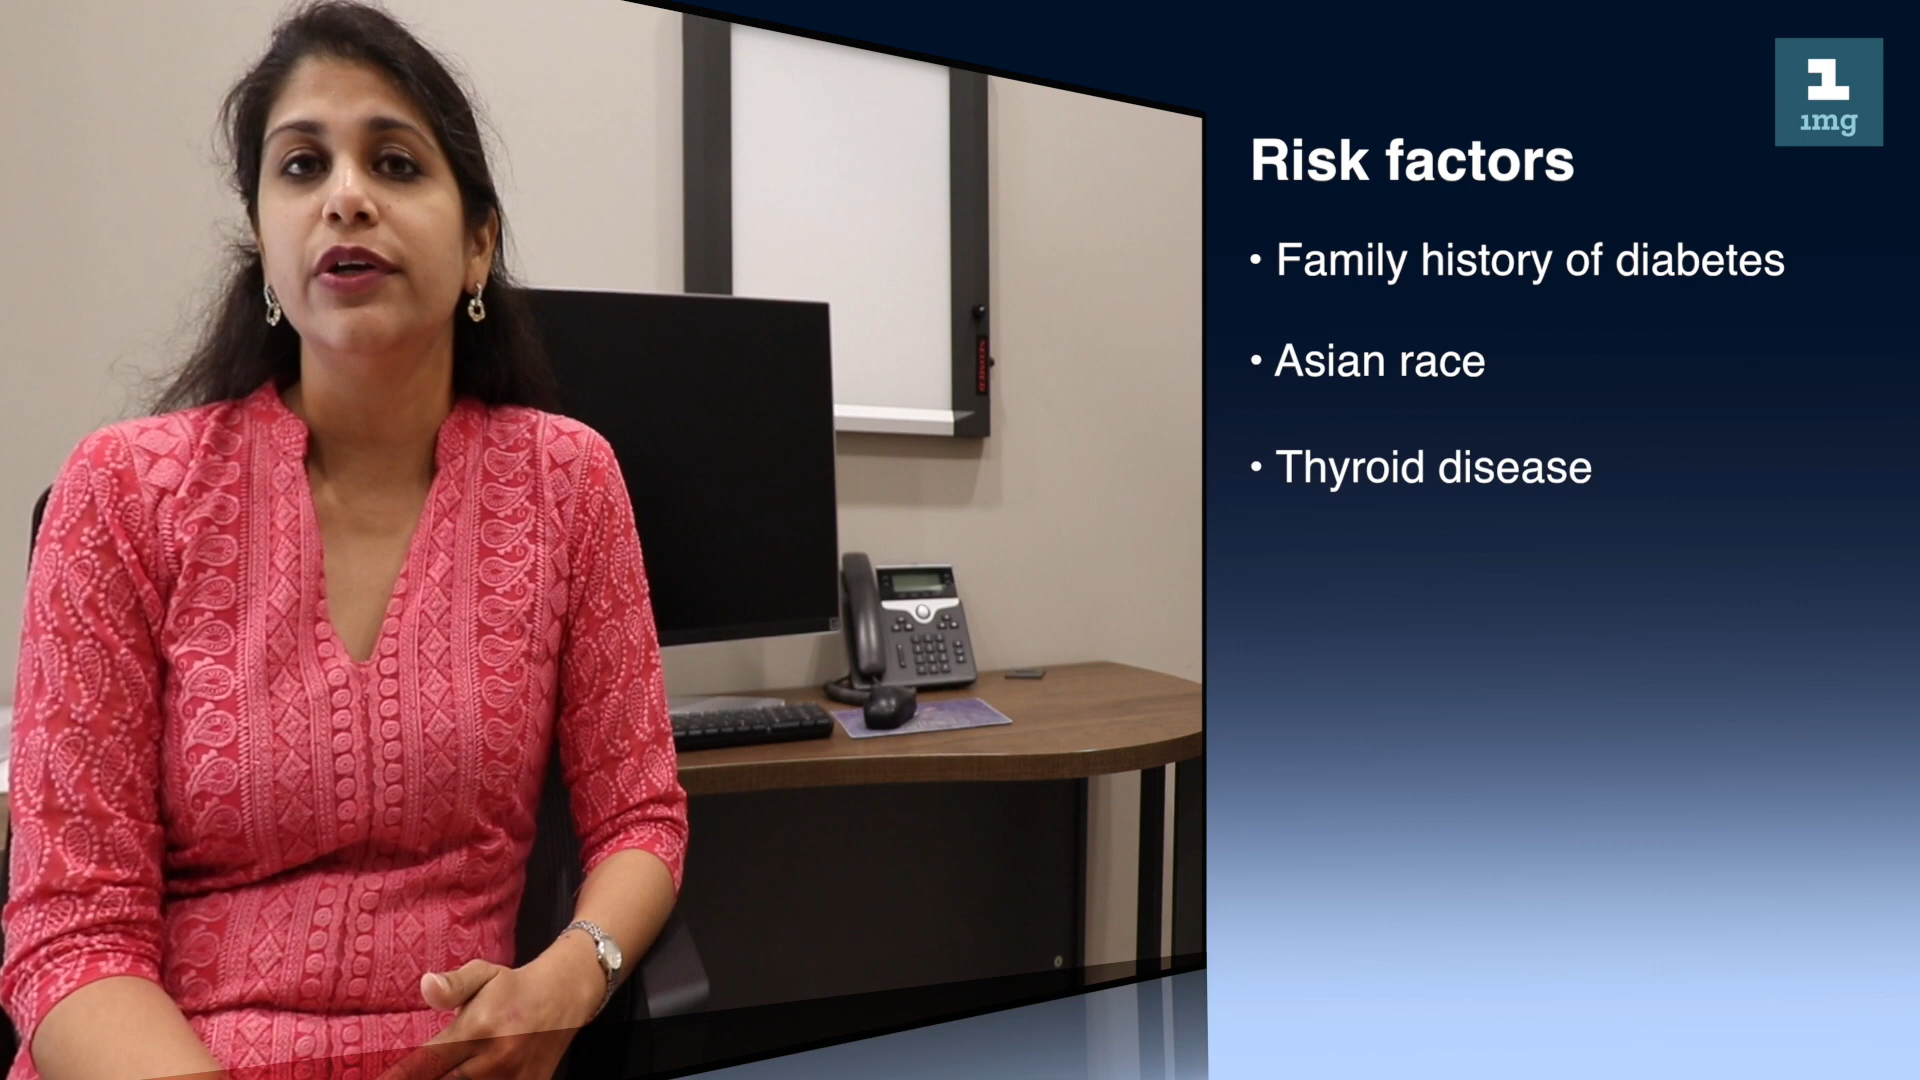 1
1mg
Risk factors
• Family history of diabetes
• Asian race
• Thyroid disease